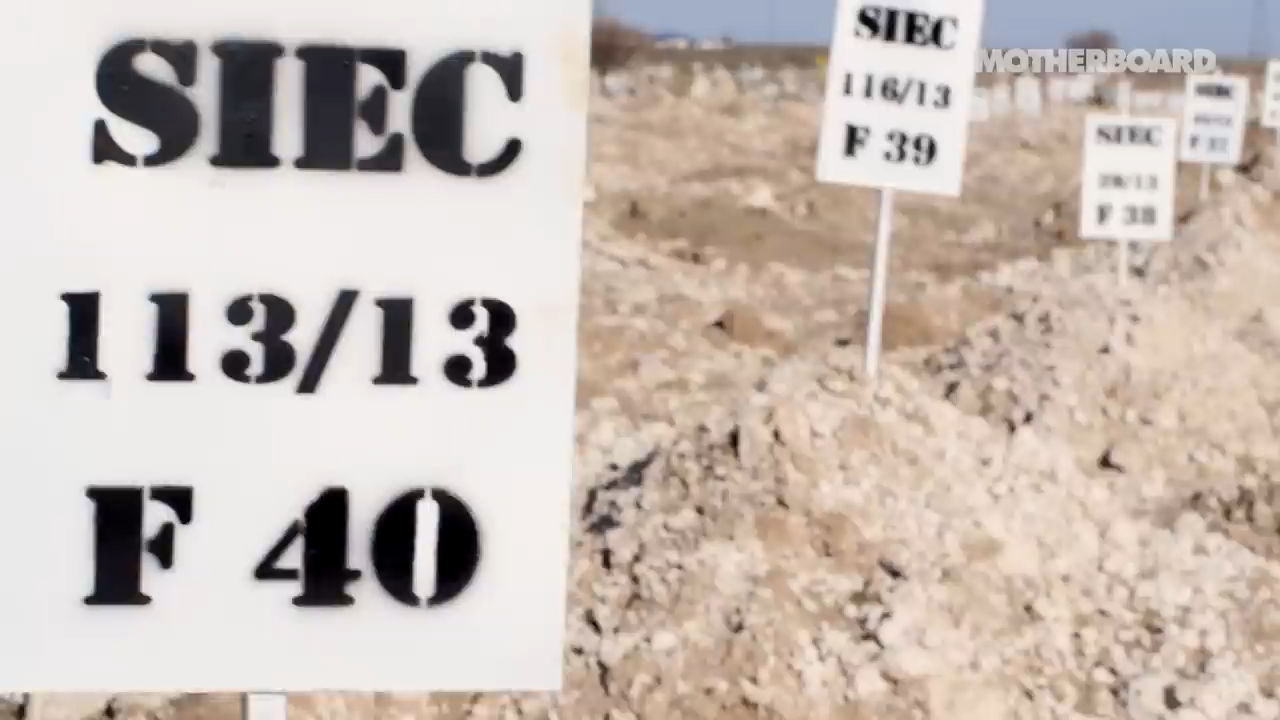 SIEC
113/13
F 40
SIEC
116/13
F 39
MOTHERBOARD
SIEC
F 38